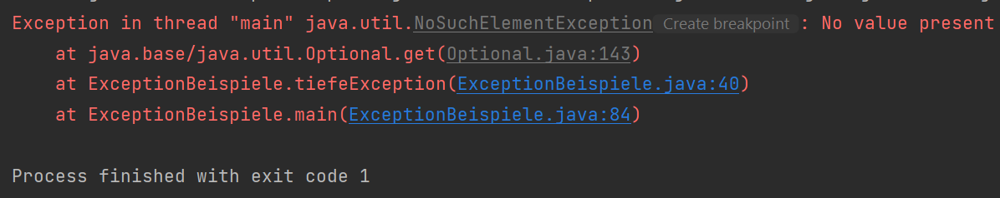 Exception in thread "main" java.util.NoSuchElementException Create breakpoint : No value present
at java.base/java.util.Optional.get(Optional.java:143)
at ExceptionBeispiele.tiefeException(ExceptionBeispiele.java:40)
at ExceptionBeispiele.main(ExceptionBeispiele.java:84)
Process finished with exit code 1